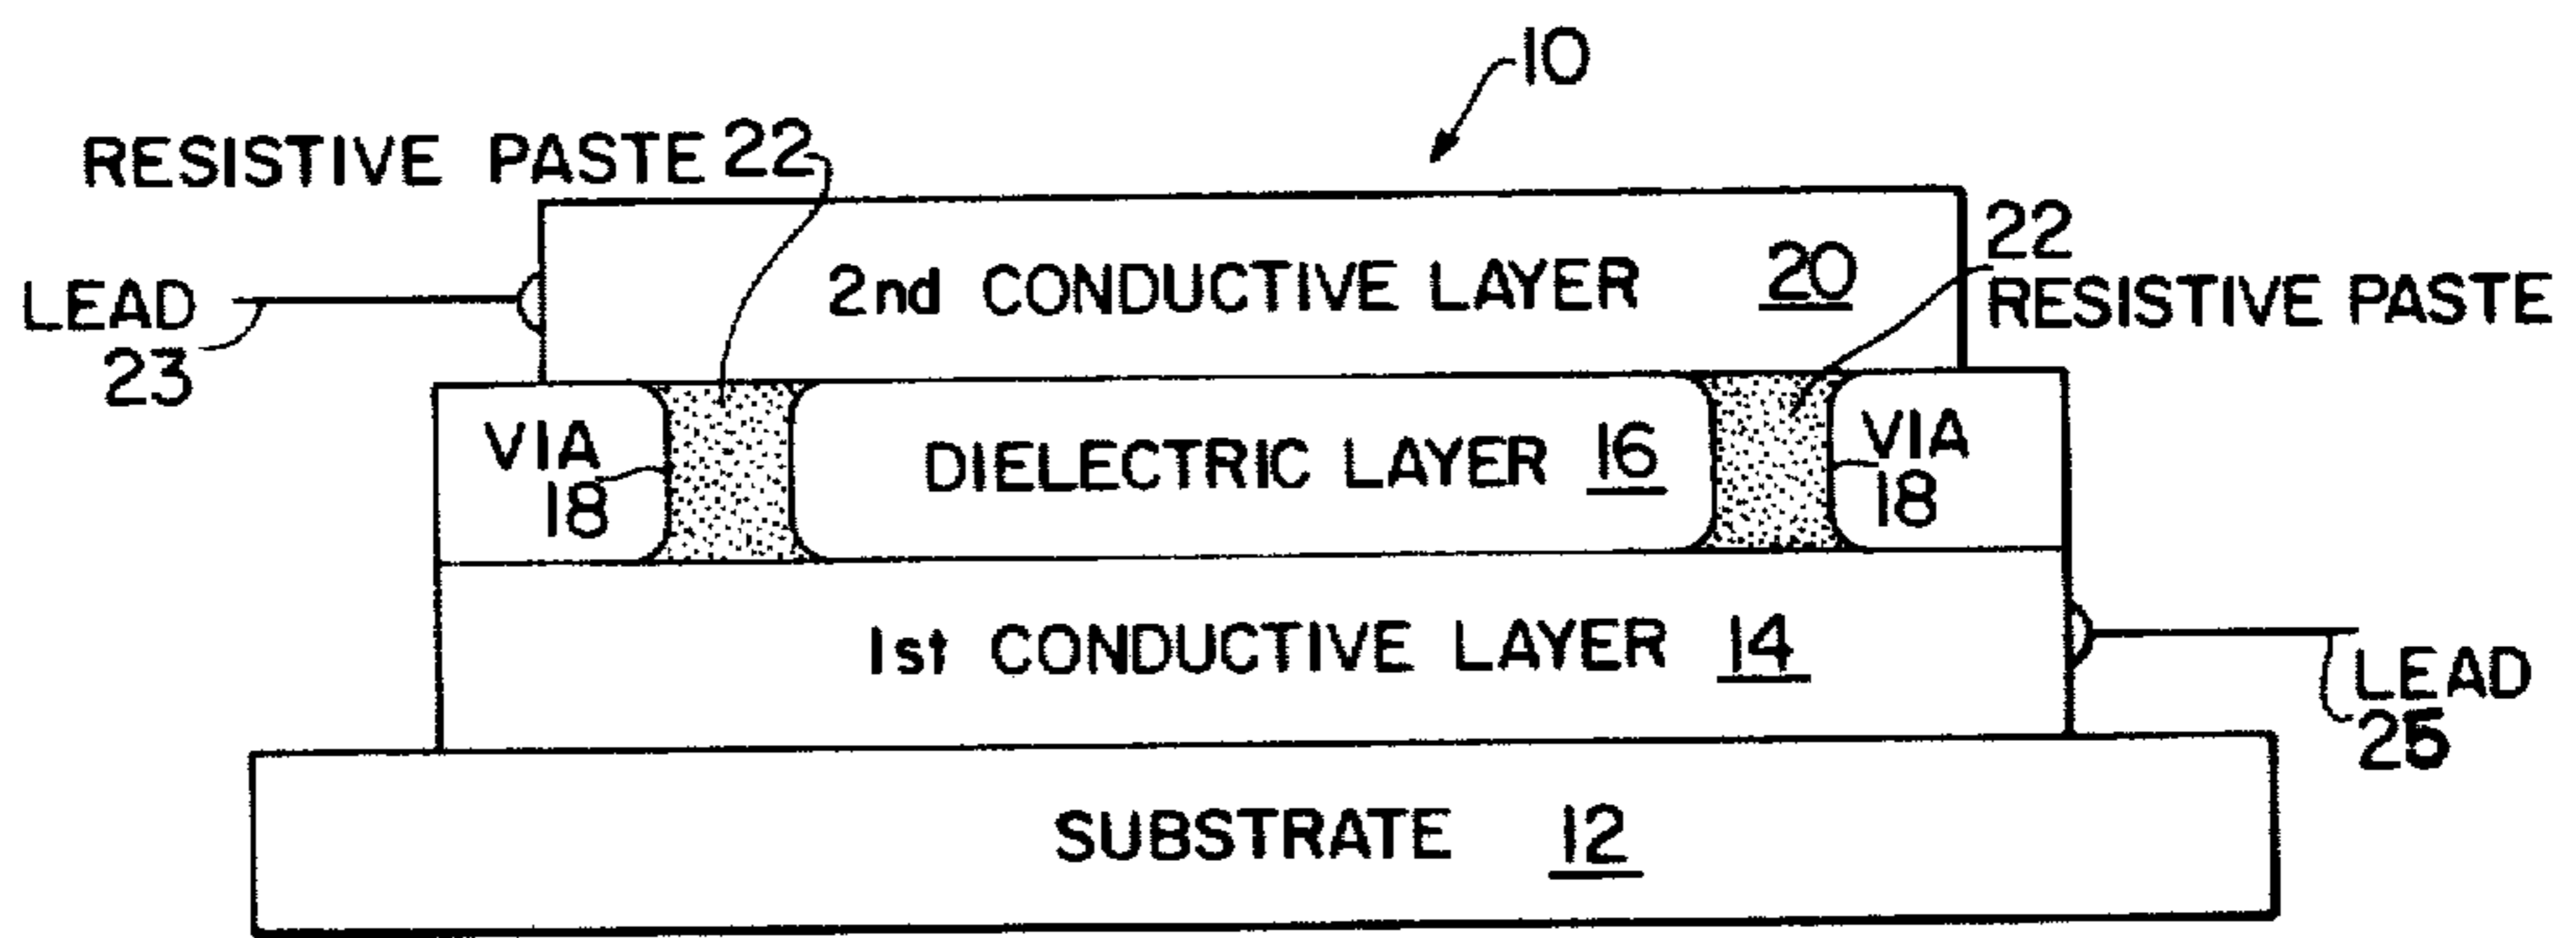 10
RESISTIVE PASTE 22
22
RESISTIVE PASTE
2nd CONDUCTIVE LAYER 20
LEAD
23
VIA
18
DIELECTRIC LAYER 16
VIA
18
1st CONDUCTIVE LAYER 14
LEAD
25
SUBSTRATE 12